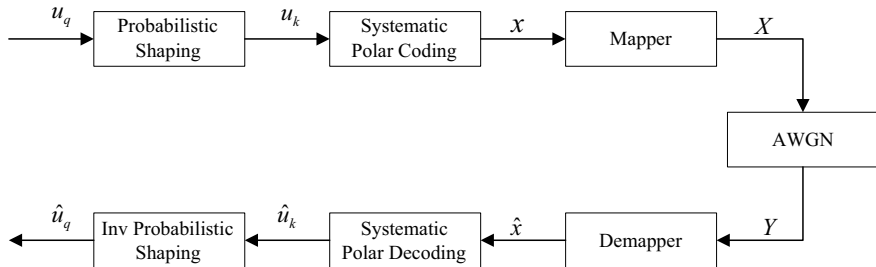 u_q
Probabilistic
Shaping
u_k
Systematic
Polar Coding
x
Mapper
X
AWGN
û_q
Inv Probabilistic
Shaping
û_k
Systematic
Polar Decoding
x̂
Demapper
Y